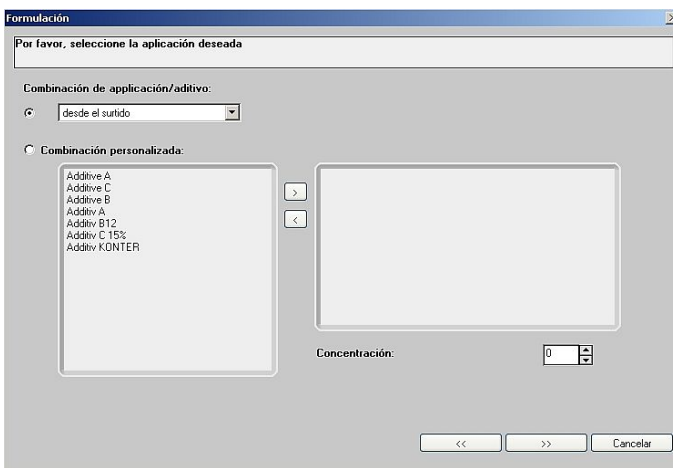 Formulación
Por favor, seleccione la aplicación deseada
Combinación de applicación/aditivo:
desde el surtido
Combinación personalizada:
Additive A
Additive C
Additive B
Additiv A
Additiv B12
Additiv C 15%
Additiv KONTER
>
<
Concentración:
0
<<
>>
Cancelar